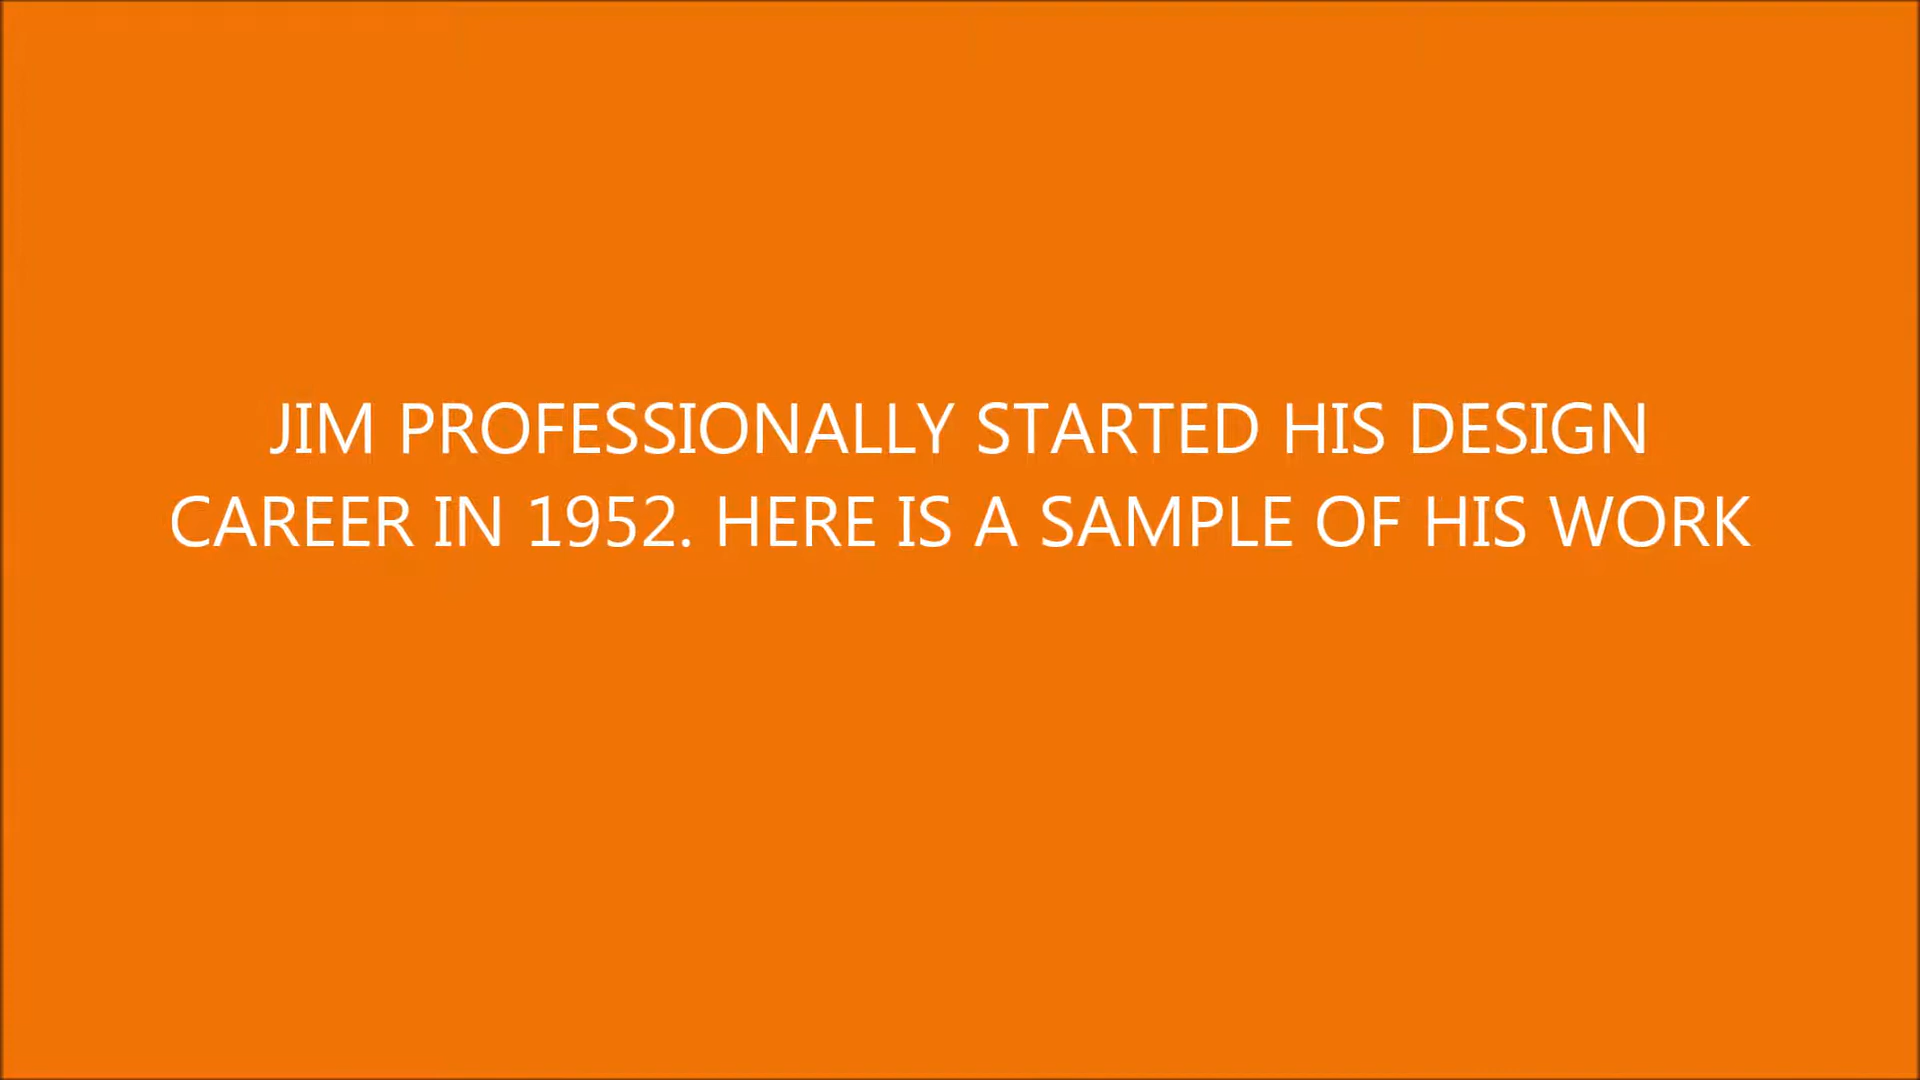 JIM PROFESSIONALLY STARTED HIS DESIGN
CAREER IN 1952. HERE IS A SAMPLE OF HIS WORK